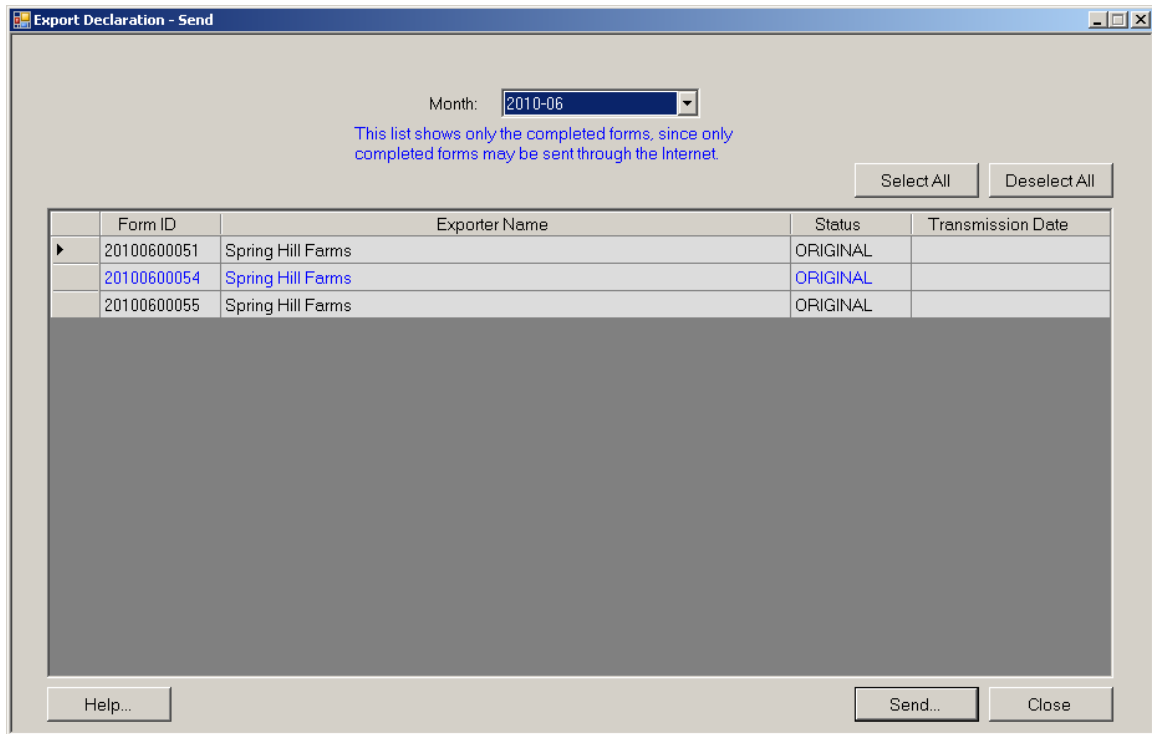 Export Declaration - Send
Month: 2010-06
This list shows only the completed forms, since only
completed forms may be sent through the Internet.
Select All Deselect All
Form ID Exporter Name Status Transmission Date
20100600051 Spring Hill Farms ORIGINAL
20100600054 Spring Hill Farms ORIGINAL
20100600055 Spring Hill Farms ORIGINAL
Help... Send... Close